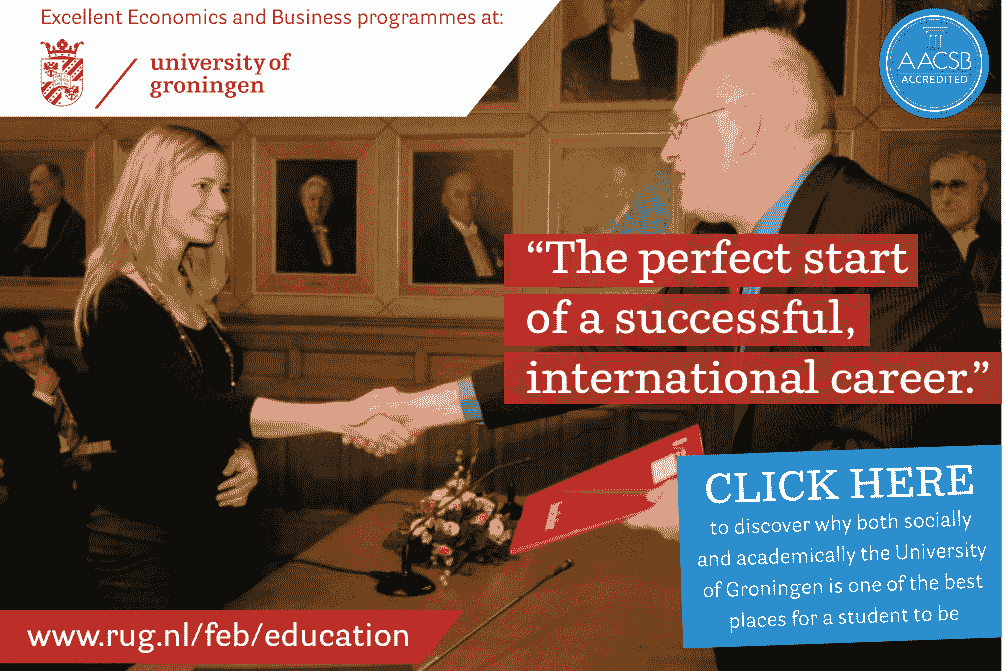 Excellent Economics and Business programmes at:
university of
groningen
AACSB
ACCREDITED
“The perfect start
of a successful,
international career.”
CLICK HERE
to discover why both socially
and academically the University
of Groningen is one of the best
places for a student to be
www.rug.nl/feb/education